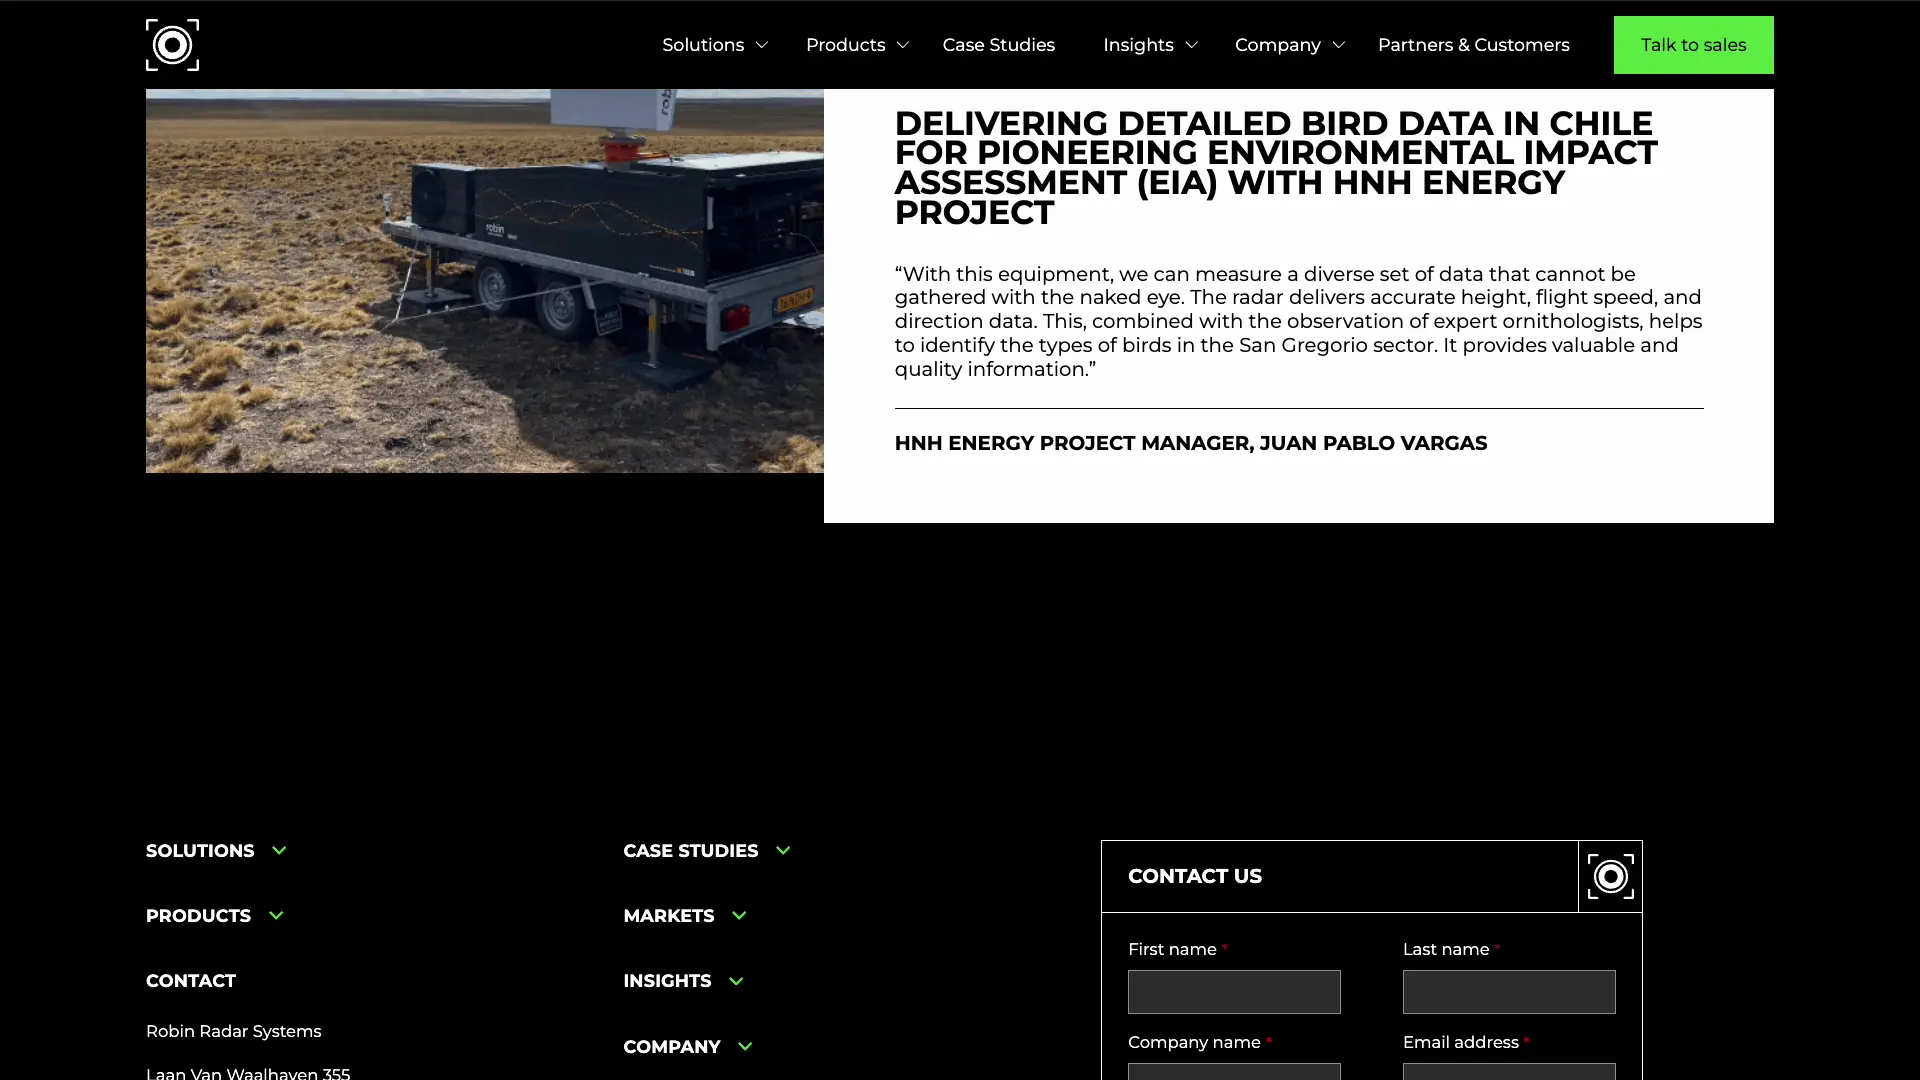 Solutions
Products
Case Studies
Insights
Company
Partners & Customers
Talk to sales
DELIVERING DETAILED BIRD DATA IN CHILE
FOR PIONEERING ENVIRONMENTAL IMPACT
ASSESSMENT (EIA) WITH HNH ENERGY
PROJECT
“With this equipment, we can measure a diverse set of data that cannot be
gathered with the naked eye. The radar delivers accurate height, flight speed, and
direction data. This, combined with the observation of expert ornithologists, helps
to identify the types of birds in the San Gregorio sector. It provides valuable and
quality information.”
HNH ENERGY PROJECT MANAGER, JUAN PABLO VARGAS
robin
SOLUTIONS
PRODUCTS
CONTACT
Robin Radar Systems
Laan Van Waalhaven 355
CASE STUDIES
MARKETS
INSIGHTS
COMPANY
CONTACT US
First name *
Last name *
Company name *
Email address *